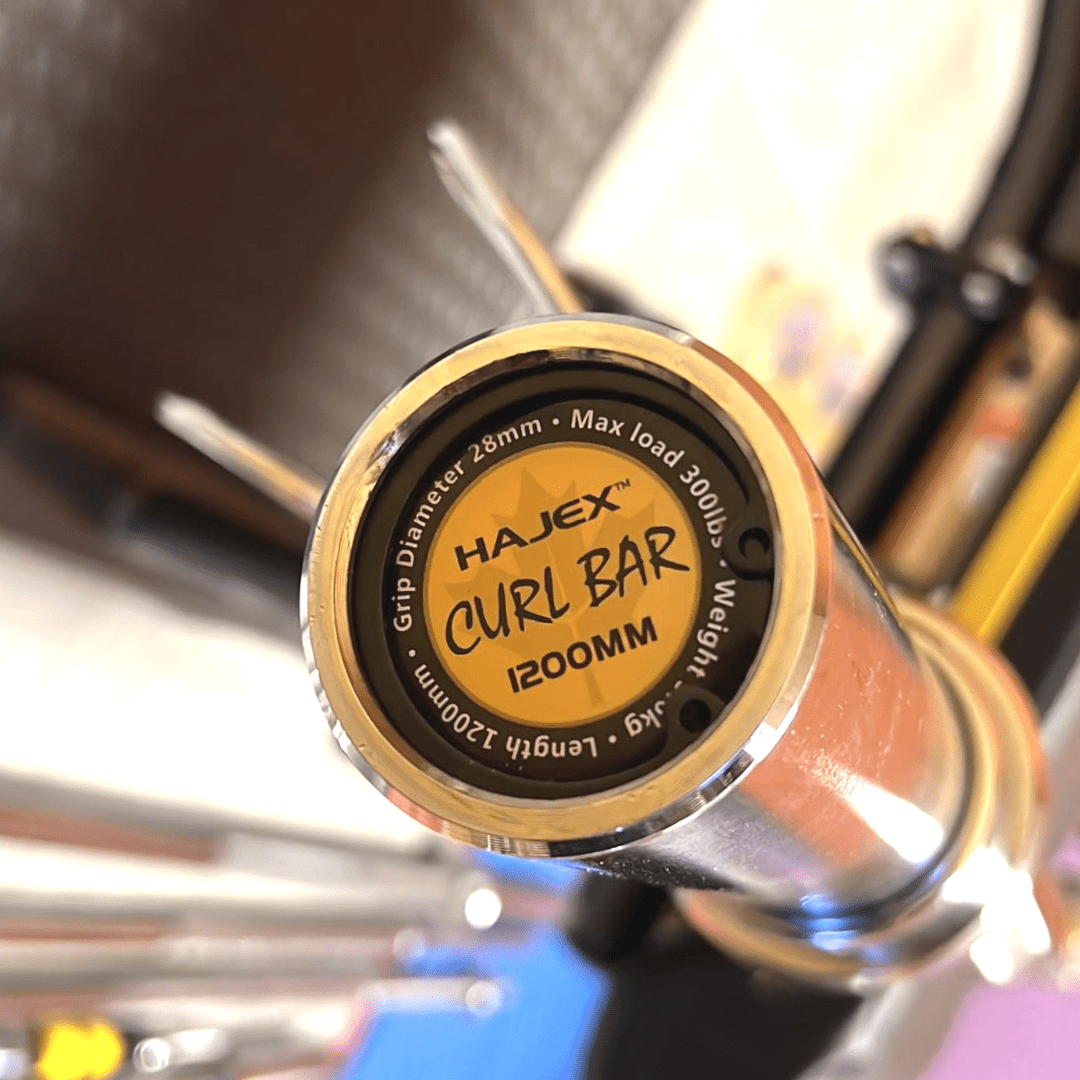 HAJEX™
CURL BAR
1200MM
Grip Diameter 28mm • Max load 300lbs • Weight • Length 1200mm •